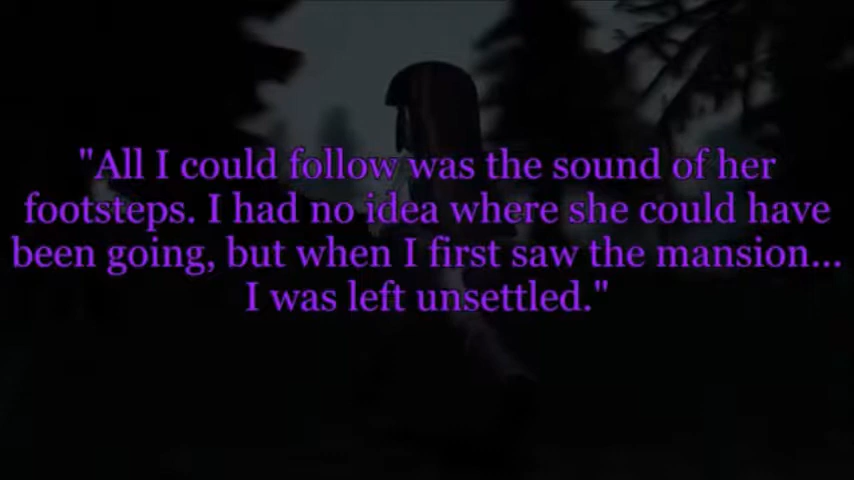 "All I could follow was the sound of her
footsteps. I had no idea where she could have
been going, but when I first saw the mansion...
I was left unsettled."